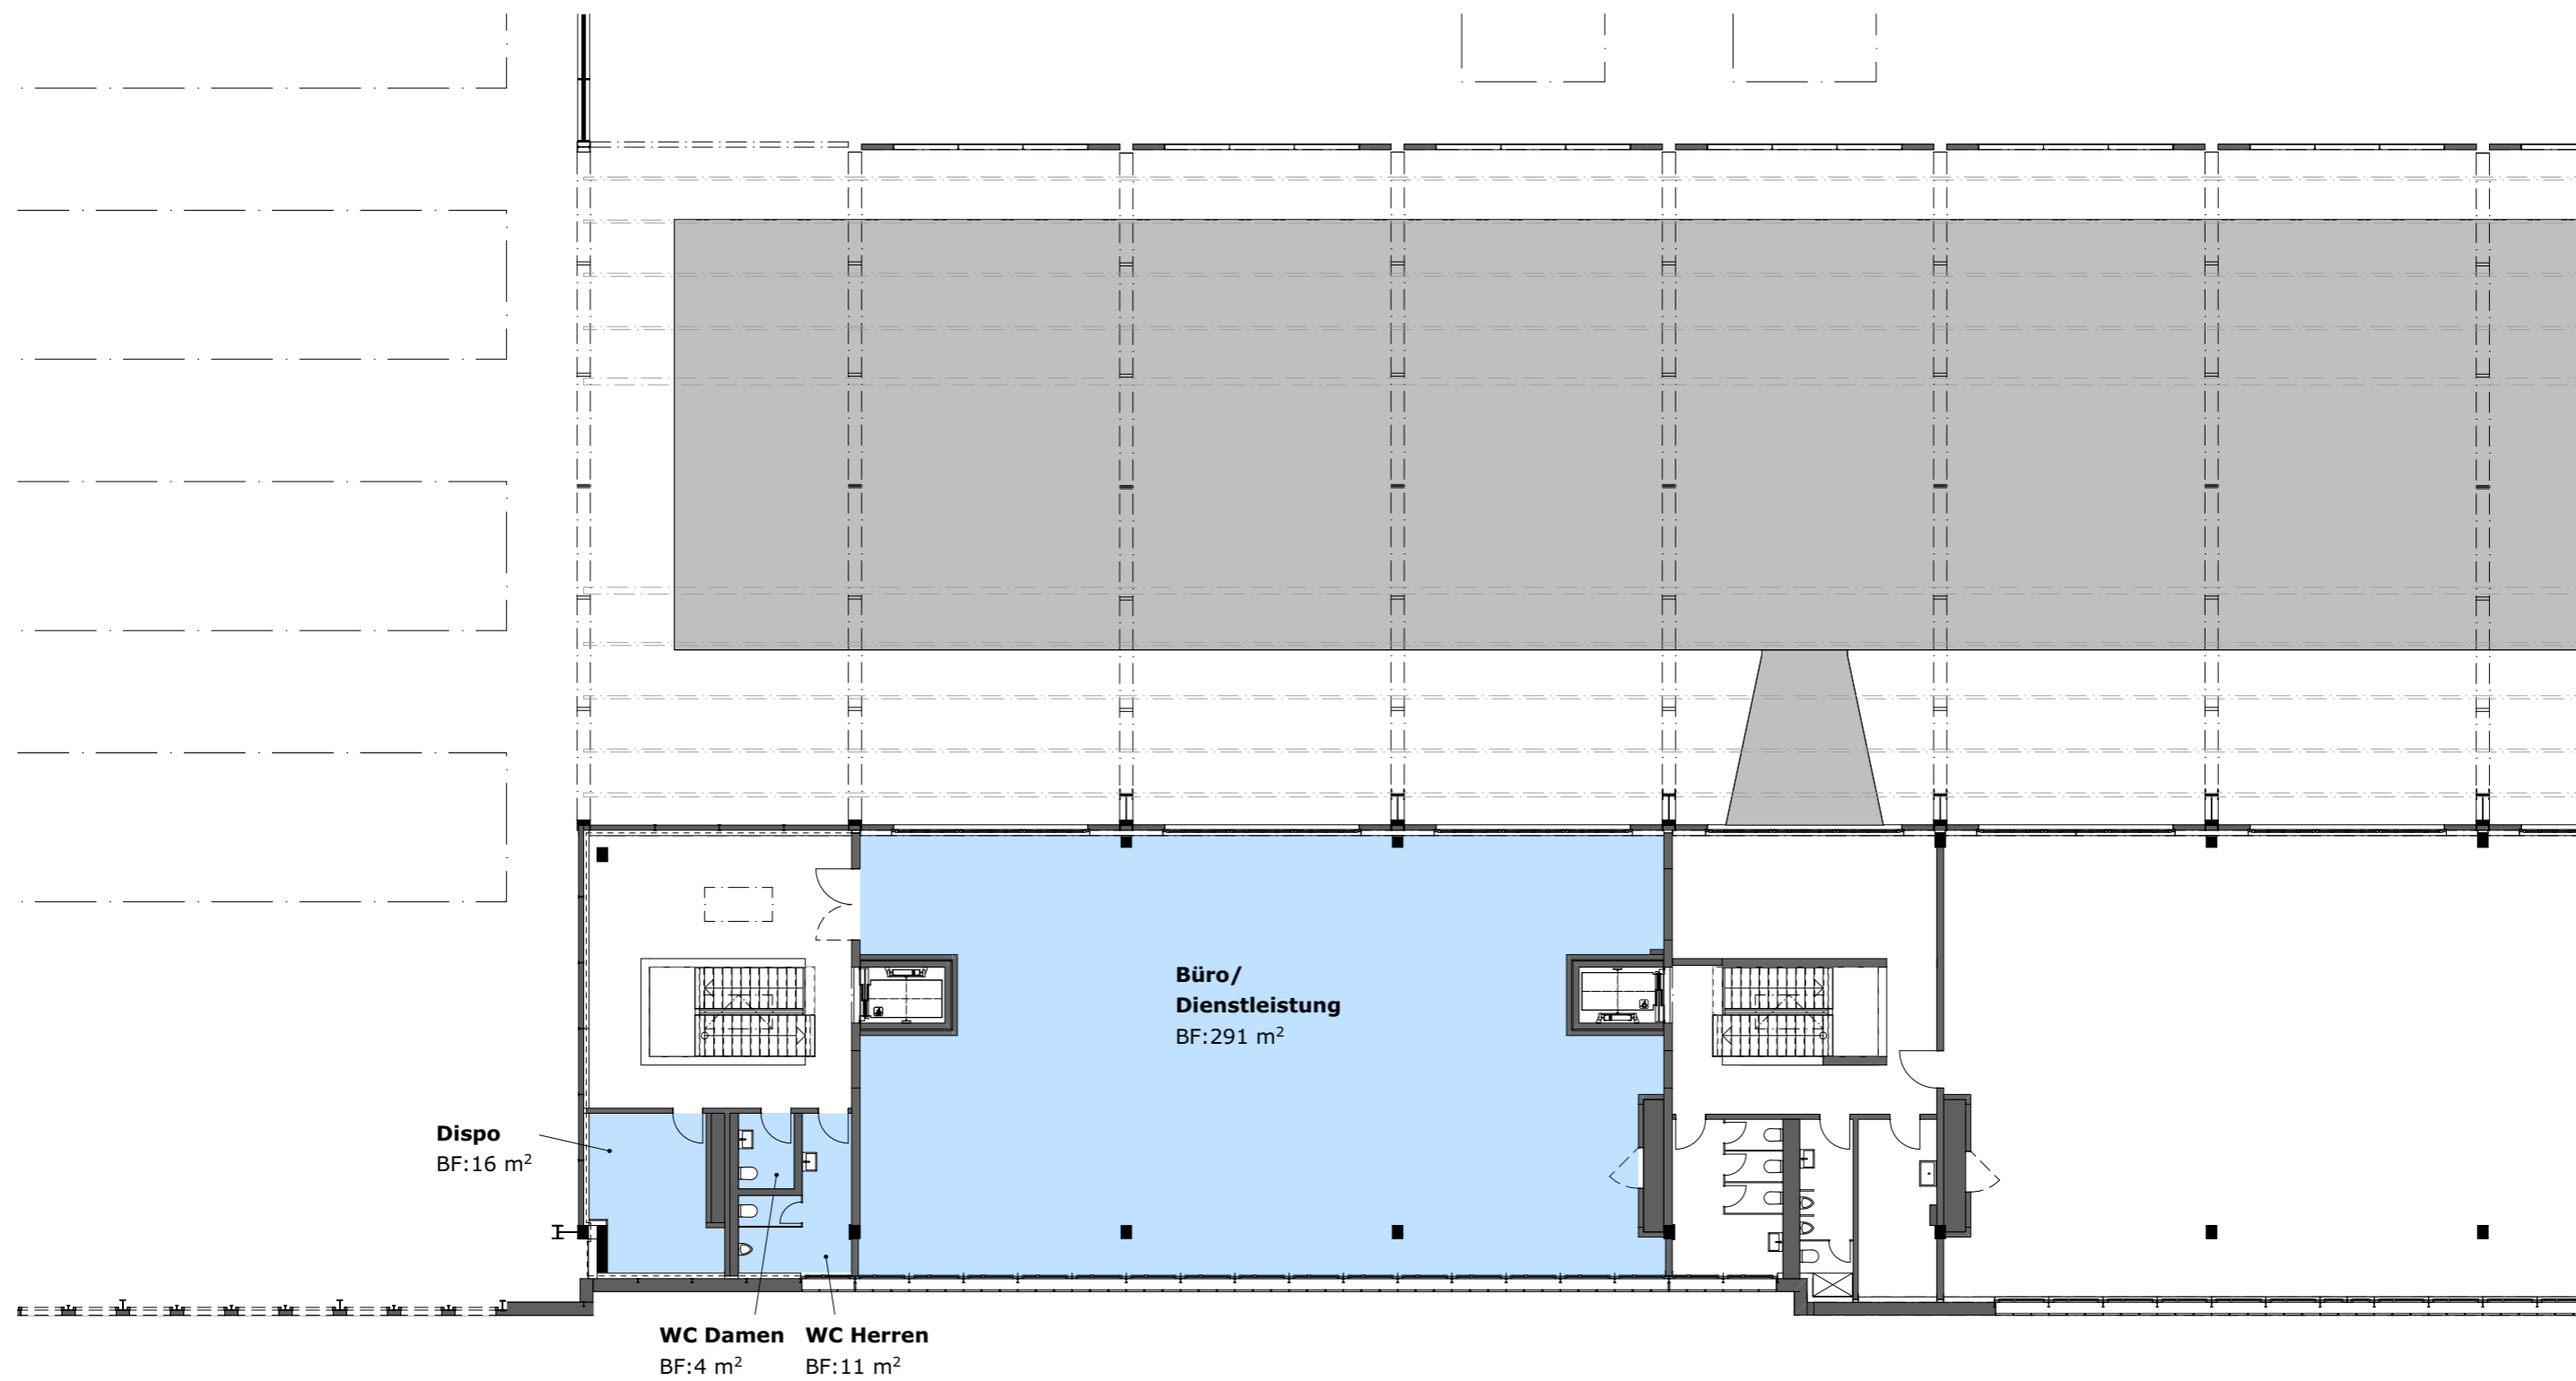 Büro/
Dienstleistung
BF:291 m²
Dispo
BF:16 m²
WC Damen
BF:4 m²
WC Herren
BF:11 m²